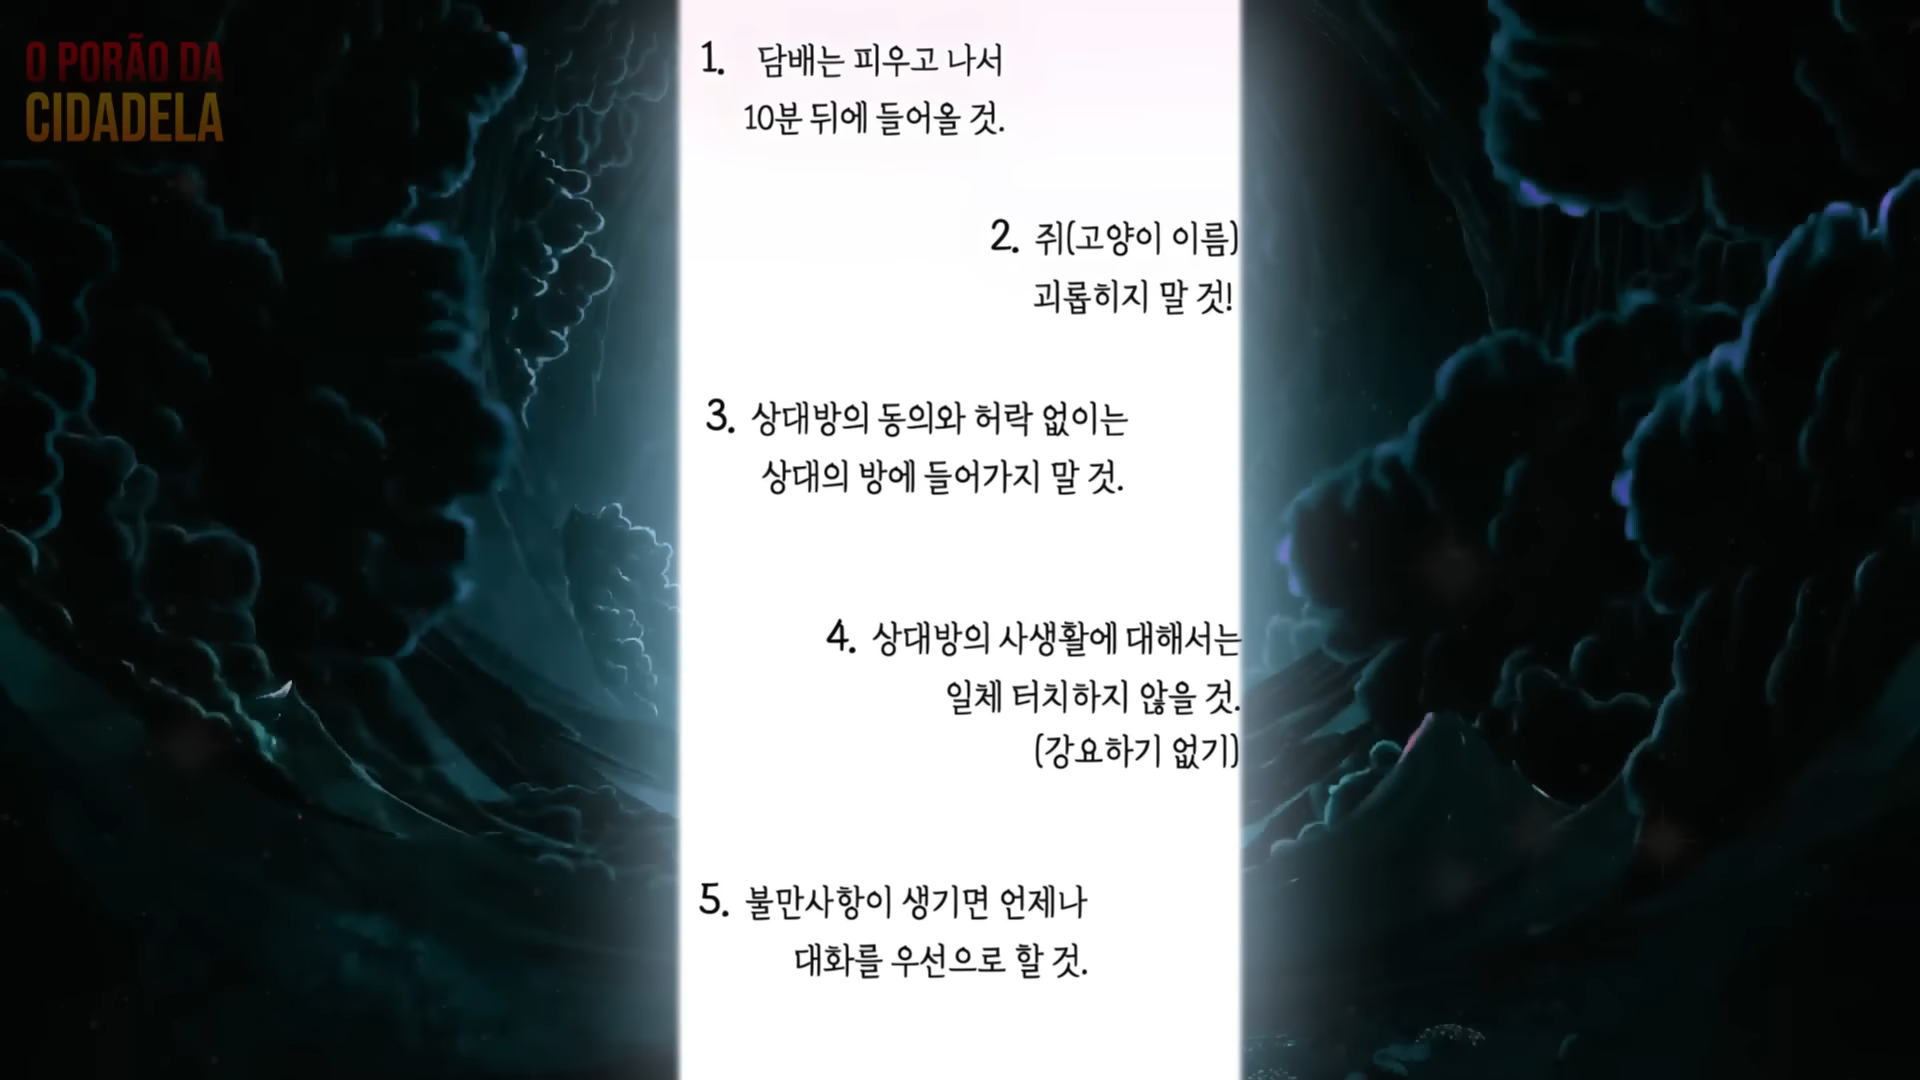 O PORÃO DA
CIDADELA
1. 담배는 피우고 나서
10분 뒤에 들어올 것.
2. 쥐(고양이 이름)
괴롭히지 말 것!
3. 상대방의 동의와 허락 없이는
상대의 방에 들어가지 말 것.
4. 상대방의 사생활에 대해서는
일체 터치하지 않을 것.
(강요하기 없기)
5. 불만사항이 생기면 언제나
대화를 우선으로 할 것.